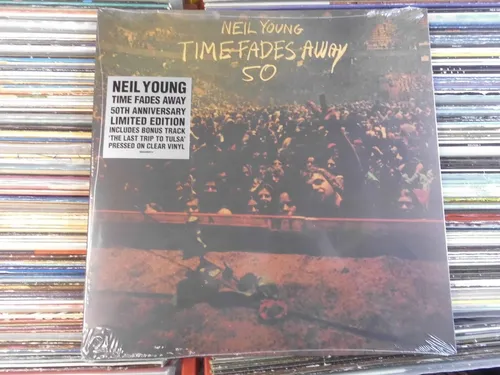 NEIL YOUNG
TIME FADES AWAY
50
NEIL YOUNG
TIME FADES AWAY
50TH ANNIVERSARY
LIMITED EDITION
INCLUDES BONUS TRACK
'THE LAST TRIP TO TULSA'
PRESSED ON CLEAR VINYL